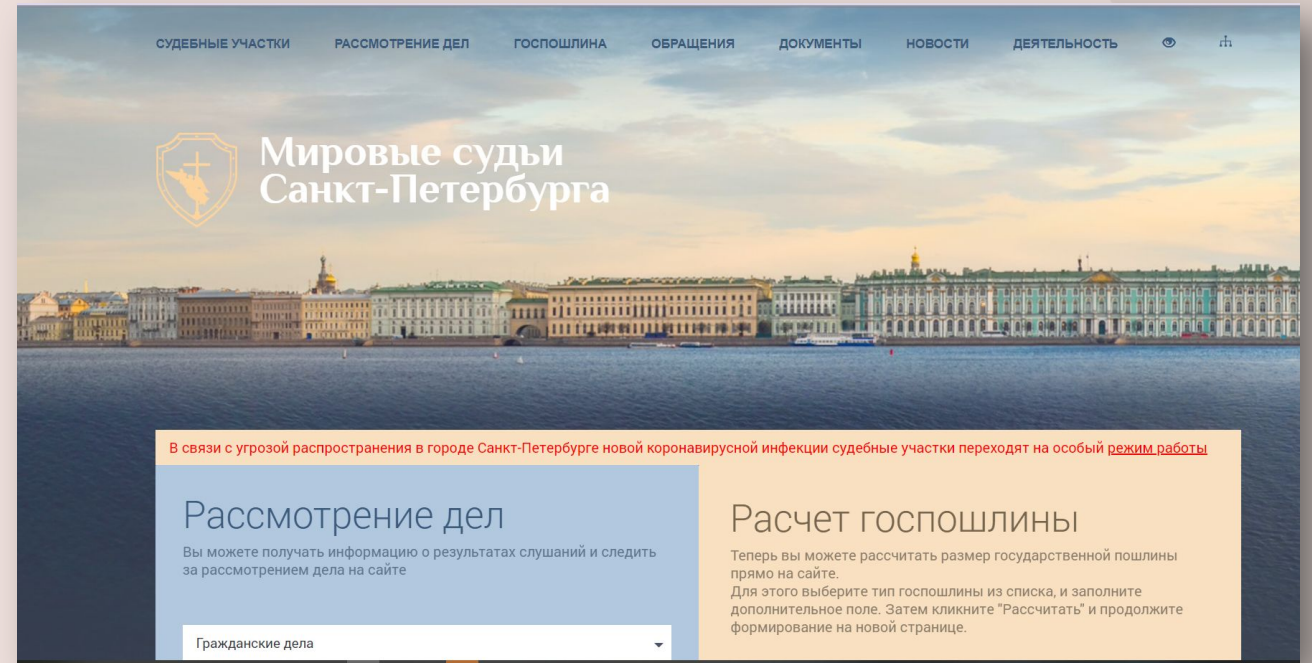 СУДЕБНЫЕ УЧАСТКИ РАССМОТРЕНИЕ ДЕЛ ГОСПОШЛИНА ОБРАЩЕНИЯ ДОКУМЕНТЫ НОВОСТИ ДЕЯТЕЛЬНОСТЬ
Мировые судьи
Санкт-Петербурга
В связи с угрозой распространения в городе Санкт-Петербурге новой коронавирусной инфекции судебные участки переходят на особый режим работы
Рассмотрение дел
Вы можете получать информацию о результатах слушаний и следить
за рассмотрением дела на сайте
Гражданские дела
Расчет госпошлины
Теперь вы можете рассчитать размер государственной пошлины
прямо на сайте.
Для этого выберите тип госпошлины из списка, и заполните
дополнительное поле. Затем кликните "Рассчитать" и продолжите
формирование на новой странице.